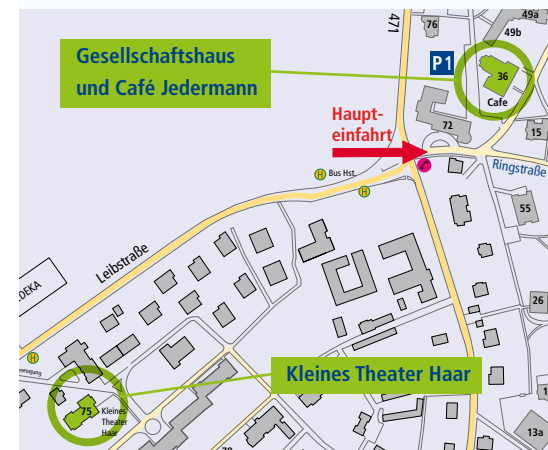 49a
49b
76
471
Gesellschaftshaus
und Café Jedermann
P1
36
Cafe
Haupt-
einfahrt
72
15
Ringstraße
H Bus Hst.
H
55
Leibstraße
EDEKA
26
H
Kleines Theater Haar
75
Kleines
Theater
Haar
1
13a